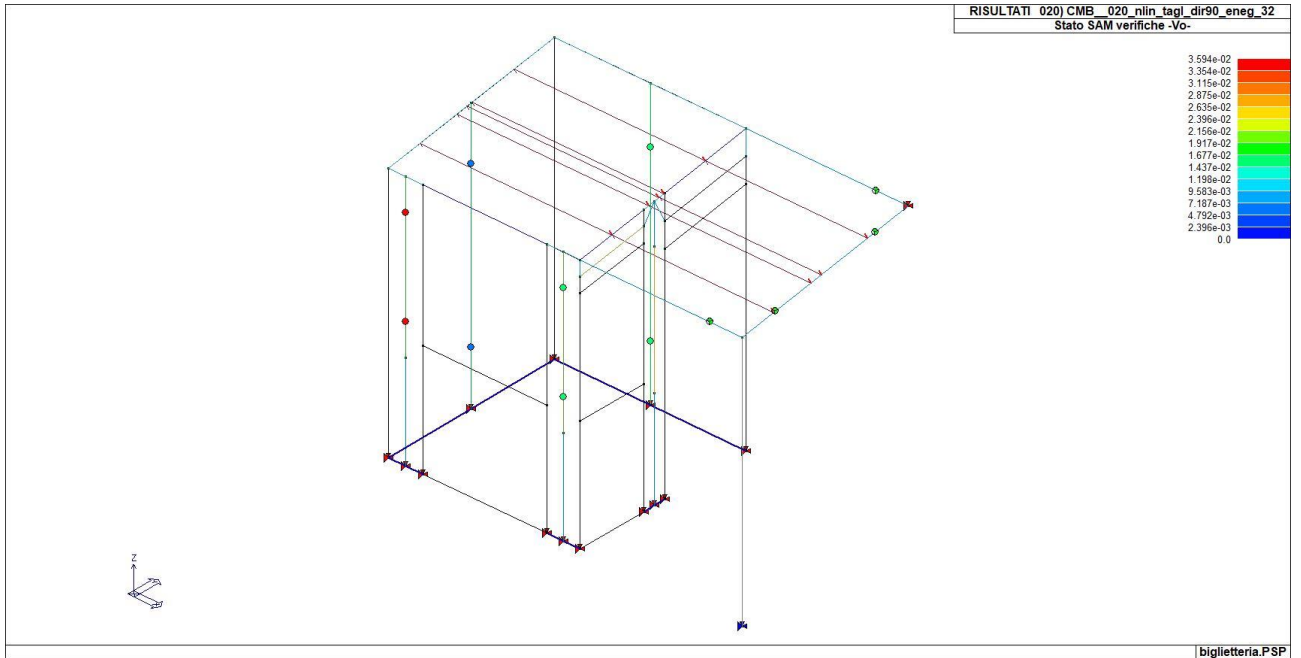 RISULTATI 020) CMB__020_nlin_tagl_dir90_eneg_32
Stato SAM verifiche -Vo-
3.594e-02
3.354e-02
3.115e-02
2.875e-02
2.635e-02
2.396e-02
2.156e-02
1.917e-02
1.677e-02
1.437e-02
1.198e-02
9.583e-03
7.187e-03
4.792e-03
2.396e-03
0.0
Z
biglietteria.PSP